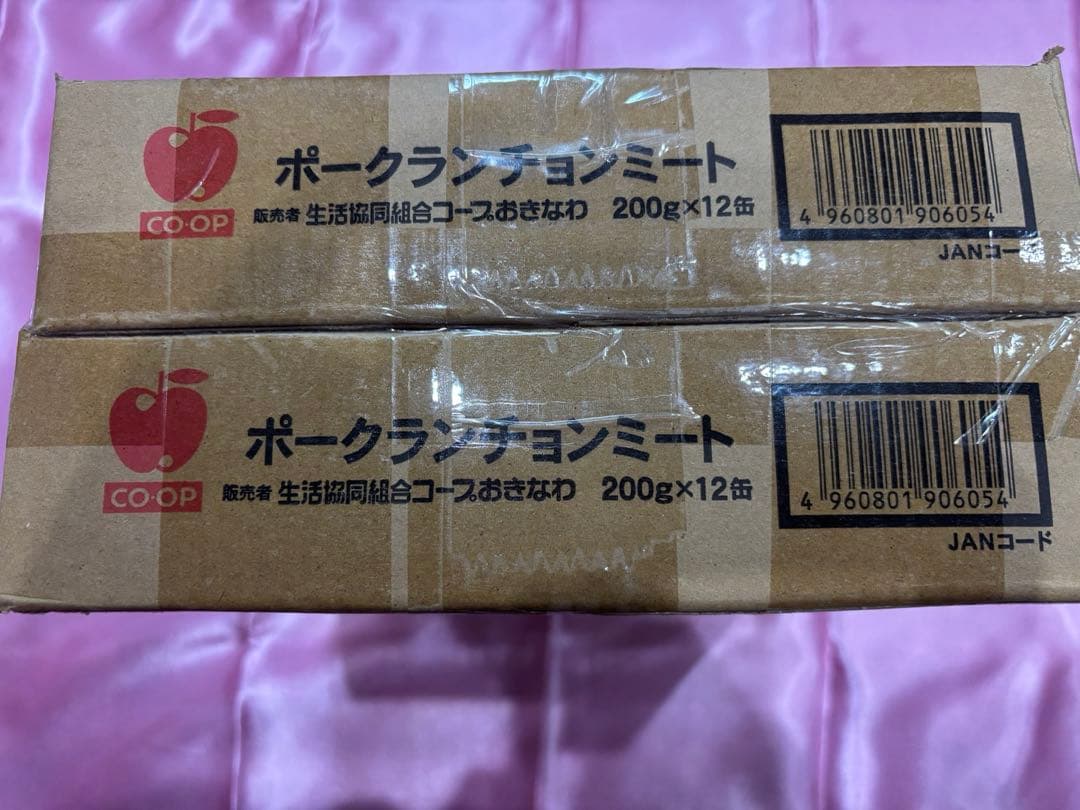 ポークランチョンミート
CO·OP
販売者 生活協同組合コープおきなわ 200g×12缶
4 960801 906054
JANコー
ポークランチョンミート
CO·OP
販売者 生活協同組合コープおきなわ 200g×12缶
4 960801 906054
JANコード